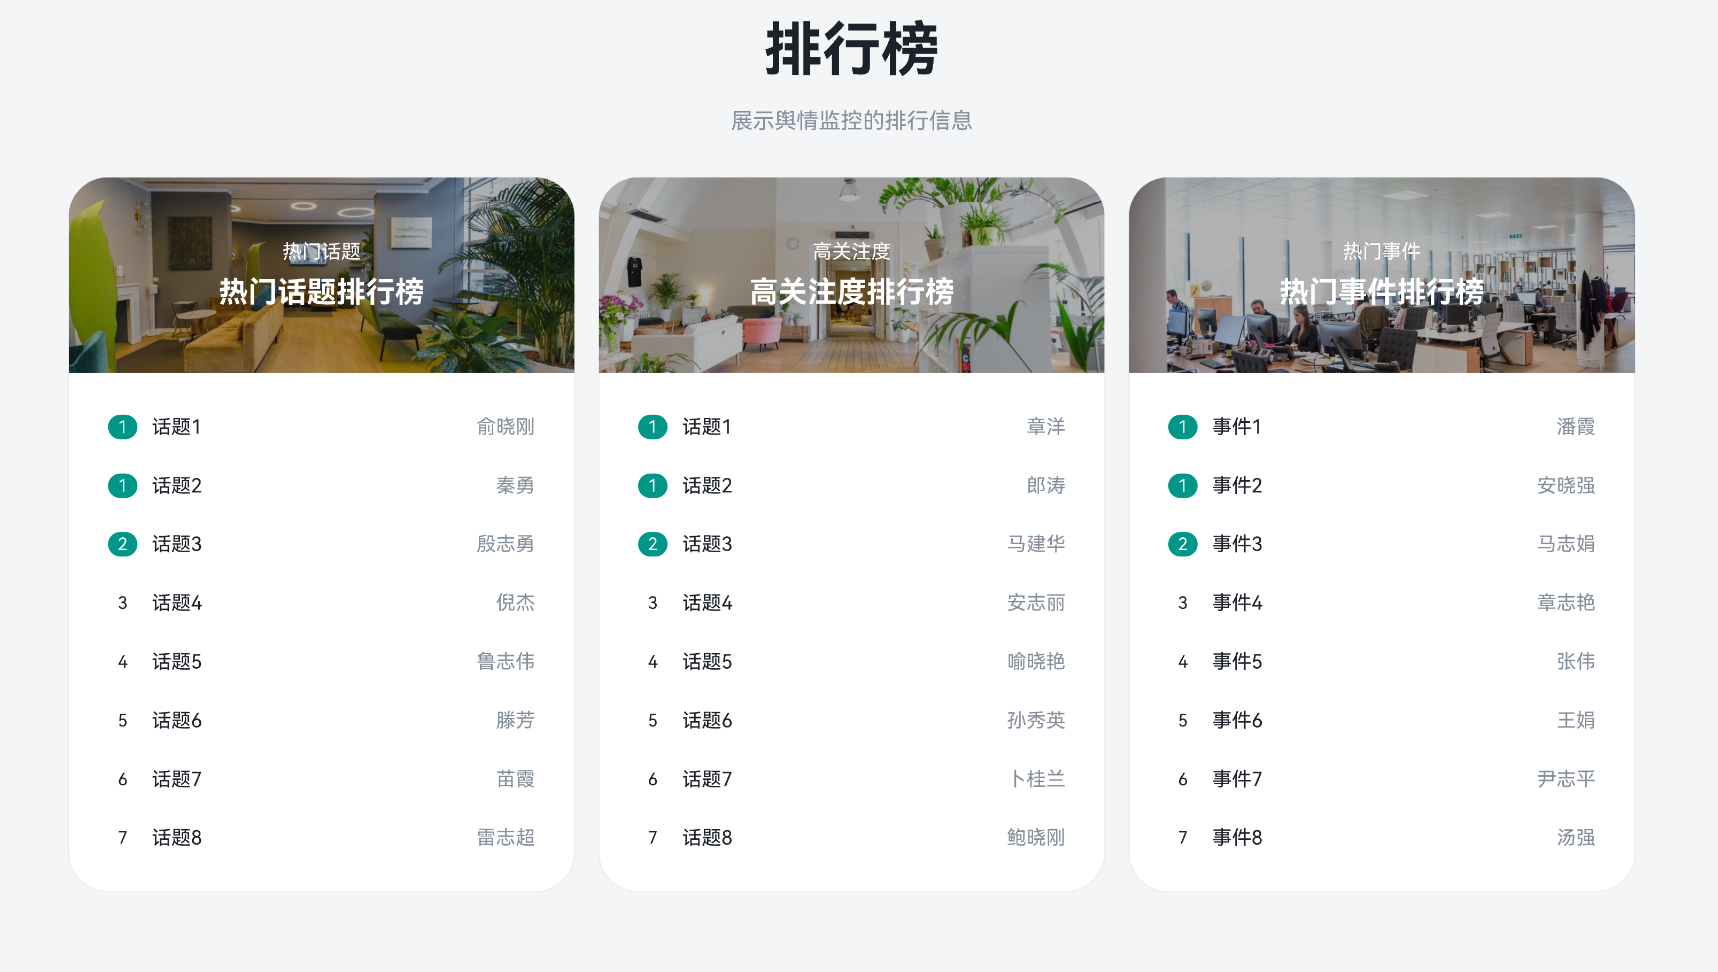 排行榜
展示舆情监控的排行信息
热门话题
热门话题排行榜
1 话题1 俞晓刚
1 话题2 秦勇
2 话题3 殷志勇
3 话题4 倪杰
4 话题5 鲁志伟
5 话题6 滕芳
6 话题7 苗霞
7 话题8 雷志超
高关注度
高关注度排行榜
1 话题1 章洋
1 话题2 郎涛
2 话题3 马建华
3 话题4 安志丽
4 话题5 喻晓艳
5 话题6 孙秀英
6 话题7 卜桂兰
7 话题8 鲍晓刚
热门事件
热门事件排行榜
1 事件1 潘霞
1 事件2 安晓强
2 事件3 马志娟
3 事件4 章志艳
4 事件5 张伟
5 事件6 王娟
6 事件7 尹志平
7 事件8 汤强